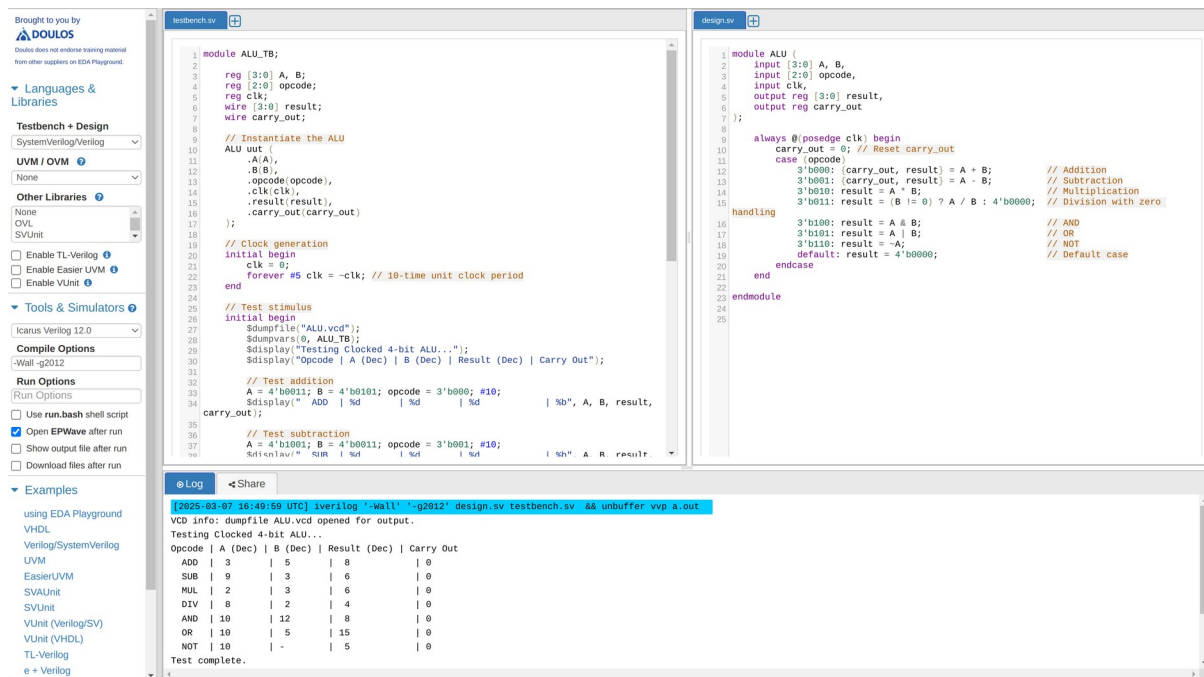 Brought to you by
DOULOS
Doulos does not endorse training material
from other suppliers on EDA Playground.
Languages &
Libraries
Testbench + Design
SystemVerilog/Verilog
UVM / OVM
None
Other Libraries
None
OVL
SVUnit
Enable TL-Verilog
Enable Easier UVM
Enable VUnit
Tools & Simulators
Icarus Verilog 12.0
Compile Options
-Wall -g2012
Run Options
Run Options
Use run.bash shell script
Open EPWave after run
Show output file after run
Download files after run
Examples
using EDA Playground
VHDL
Verilog/SystemVerilog
UVM
EasierUVM
SVAUnit
SVUnit
VUnit (Verilog/SV)
VUnit (VHDL)
TL-Verilog
e + Verilog
testbench.sv
1 module ALU_TB;
2
3 reg [3:0] A, B;
4 reg [2:0] opcode;
5 reg clk;
6 wire [3:0] result;
7 wire carry_out;
8
9 // Instantiate the ALU
10 ALU uut (
11 .A(A),
12 .B(B),
13 .opcode(opcode),
14 .clk(clk),
15 .result(result),
16 .carry_out(carry_out)
17 );
18
19 // Clock generation
20 initial begin
21 clk = 0;
22 forever #5 clk = ~clk; // 10-time unit clock period
23 end
24
25 // Test stimulus
26 initial begin
27 $dumpfile("ALU.vcd");
28 $dumpvars(0, ALU_TB);
29 $display("Testing Clocked 4-bit ALU...");
30 $display("Opcode | A (Dec) | B (Dec) | Result (Dec) | Carry Out");
31
32 // Test addition
33 A = 4'b0011; B = 4'b0101; opcode = 3'b000; #10;
34 $display(" ADD | %d | %d | %d | %b", A, B, result,
carry_out);
35
36 // Test subtraction
37 A = 4'b1001; B = 4'b0011; opcode = 3'b001; #10;
38 $display(" SUB | %d | %d | %d | %b", A, B, result,
design.sv
1 module ALU (
2 input [3:0] A, B,
3 input [2:0] opcode,
4 input clk,
5 output reg [3:0] result,
6 output reg carry_out
7 );
8
9 always @(posedge clk) begin
10 carry_out = 0; // Reset carry_out
11 case (opcode)
12 3'b000: {carry_out, result} = A + B; // Addition
13 3'b001: {carry_out, result} = A - B; // Subtraction
14 3'b010: result = A * B; // Multiplication
15 3'b011: result = (B != 0) ? A / B : 4'b0000; // Division with zero
handling
16 3'b100: result = A & B; // AND
17 3'b101: result = A | B; // OR
18 3'b110: result = ~A; // NOT
19 default: result = 4'b0000; // Default case
20 endcase
21 end
22
23 endmodule
24
25
Log Share
[2025-03-07 16:49:59 UTC] iverilog '-Wall' '-g2012' design.sv testbench.sv && unbuffer vvp a.out
VCD info: dumpfile ALU.vcd opened for output.
Testing Clocked 4-bit ALU...
Opcode | A (Dec) | B (Dec) | Result (Dec) | Carry Out
ADD | 3 | 5 | 8 | 0
SUB | 9 | 3 | 6 | 0
MUL | 2 | 3 | 6 | 0
DIV | 8 | 2 | 4 | 0
AND | 10 | 12 | 8 | 0
OR | 10 | 5 | 15 | 0
NOT | 10 | - | 5 | 0
Test complete.